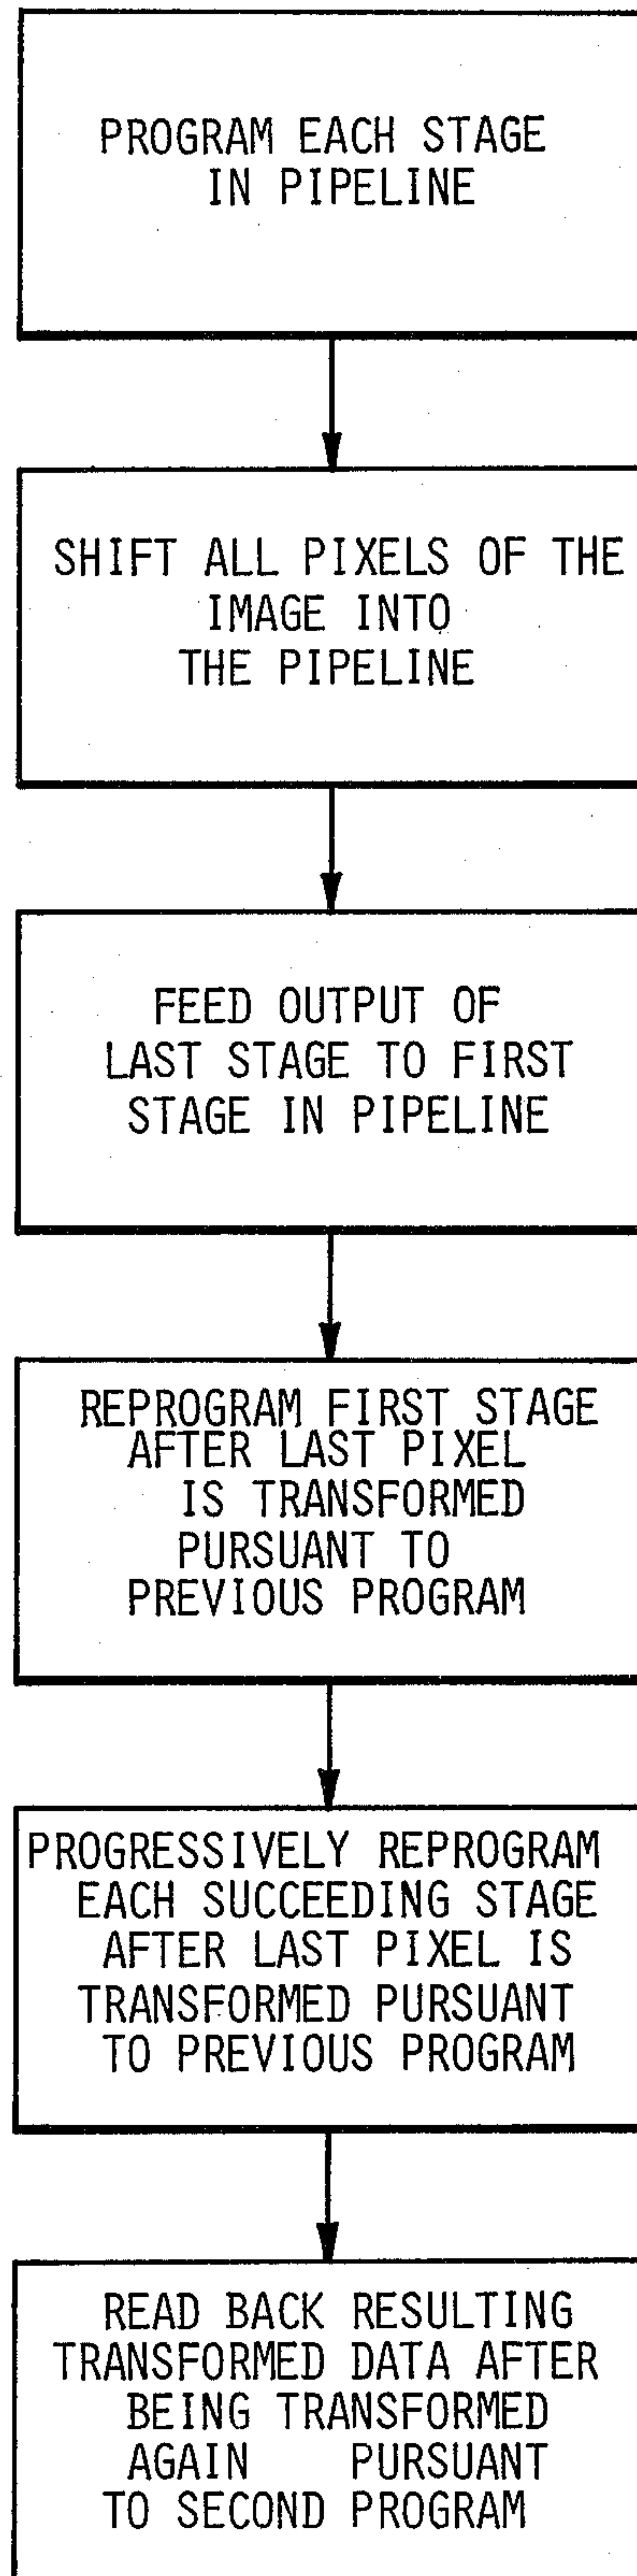 PROGRAM EACH STAGE
IN PIPELINE
SHIFT ALL PIXELS OF THE
IMAGE INTO
THE PIPELINE
FEED OUTPUT OF
LAST STAGE TO FIRST
STAGE IN PIPELINE
REPROGRAM FIRST STAGE
AFTER LAST PIXEL
IS TRANSFORMED
PURSUANT TO
PREVIOUS PROGRAM
PROGRESSIVELY REPROGRAM
EACH SUCCEEDING STAGE
AFTER LAST PIXEL IS
TRANSFORMED PURSUANT
TO PREVIOUS PROGRAM
READ BACK RESULTING
TRANSFORMED DATA AFTER
BEING TRANSFORMED
AGAIN PURSUANT
TO SECOND PROGRAM